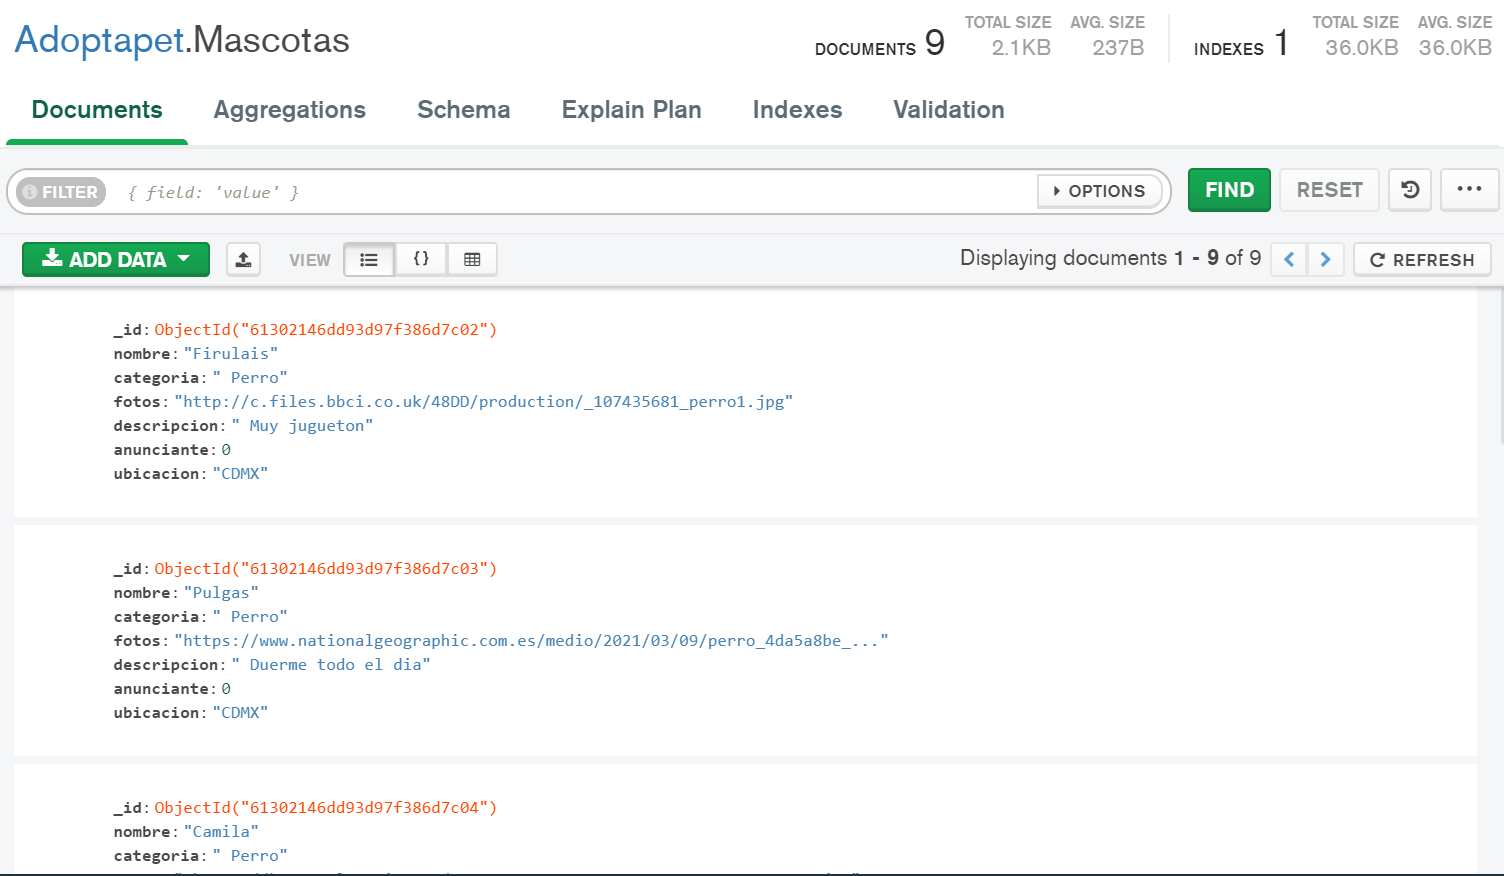 Adoptapet.Mascotas
DOCUMENTS 9
TOTAL SIZE 2.1KB
AVG. SIZE 237B
INDEXES 1
TOTAL SIZE 36.0KB
AVG. SIZE 36.0KB
Documents Aggregations Schema Explain Plan Indexes Validation
FILTER { field: 'value' } OPTIONS FIND RESET ...
ADD DATA VIEW {} Displaying documents 1 - 9 of 9 < > REFRESH
_id: ObjectId("61302146dd93d97f386d7c02")
nombre: "Firulais"
categoria: " Perro"
fotos: "http://c.files.bbci.co.uk/48DD/production/_107435681_perro1.jpg"
descripcion: " Muy jugueton"
anunciante: 0
ubicacion: "CDMX"
_id: ObjectId("61302146dd93d97f386d7c03")
nombre: "Pulgas"
categoria: " Perro"
fotos: "https://www.nationalgeographic.com.es/medio/2021/03/09/perro_4da5a8be_..."
descripcion: " Duerme todo el dia"
anunciante: 0
ubicacion: "CDMX"
_id: ObjectId("61302146dd93d97f386d7c04")
nombre: "Camila"
categoria: " Perro"